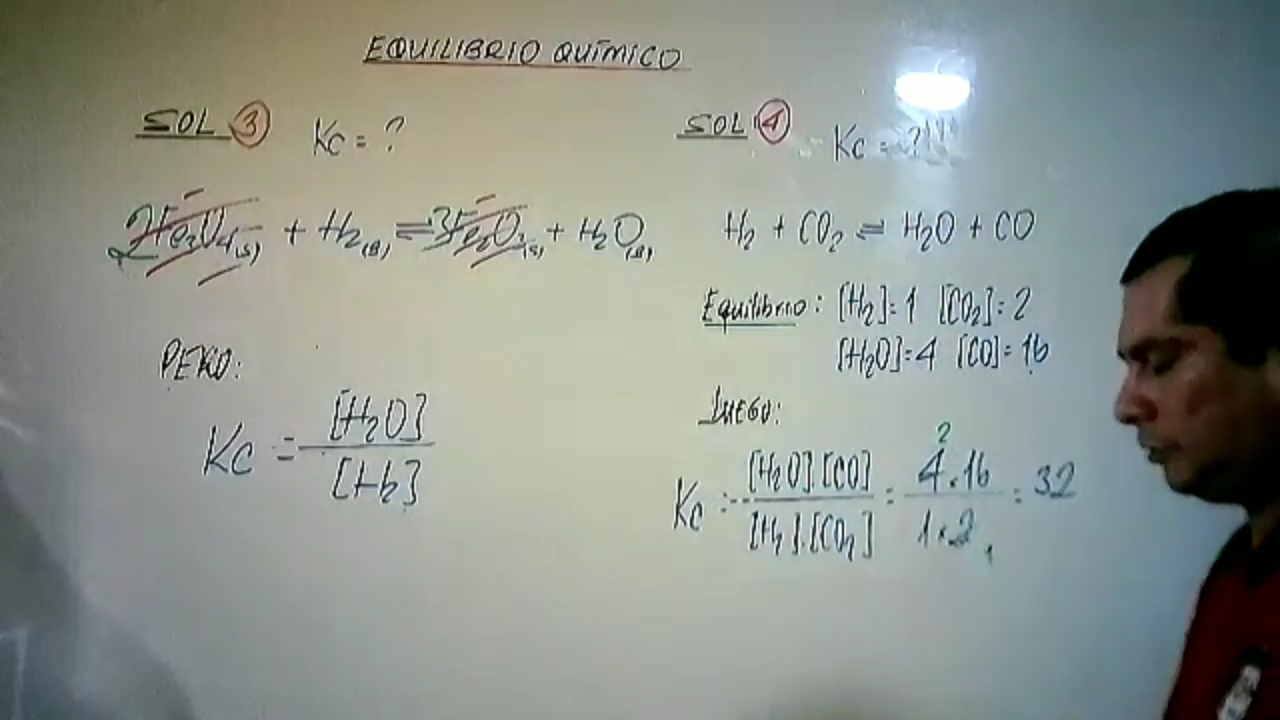 EQUILIBRIO QUÍMICO
SOL 3 Kc = ?
2Fe3O4(s) + H2(g) ⇌ 3Fe2O3(s) + H2O(g)
PERO:
Kc = [H2O] / [H2]
SOL 4 Kc = ?
H2 + CO2 ⇌ H2O + CO
Equilibrio: [H2]=1 [CO2]=2
[H2O]=4 [CO]=16
LUEGO:
Kc = [H2O].[CO] / [H2].[CO2] = 4.16 / 1×2 = 32
2
1